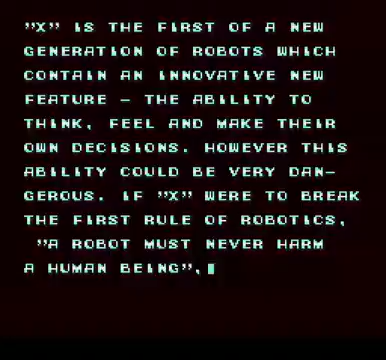 "X" IS THE FIRST OF A NEW
GENERATION OF ROBOTS WHICH
CONTAIN AN INNOVATIVE NEW
FEATURE – THE ABILITY TO
THINK, FEEL AND MAKE THEIR
OWN DECISIONS. HOWEVER THIS
ABILITY COULD BE VERY DAN–
GEROUS. IF "X" WERE TO BREAK
THE FIRST RULE OF ROBOTICS,
"A ROBOT MUST NEVER HARM
A HUMAN BEING",